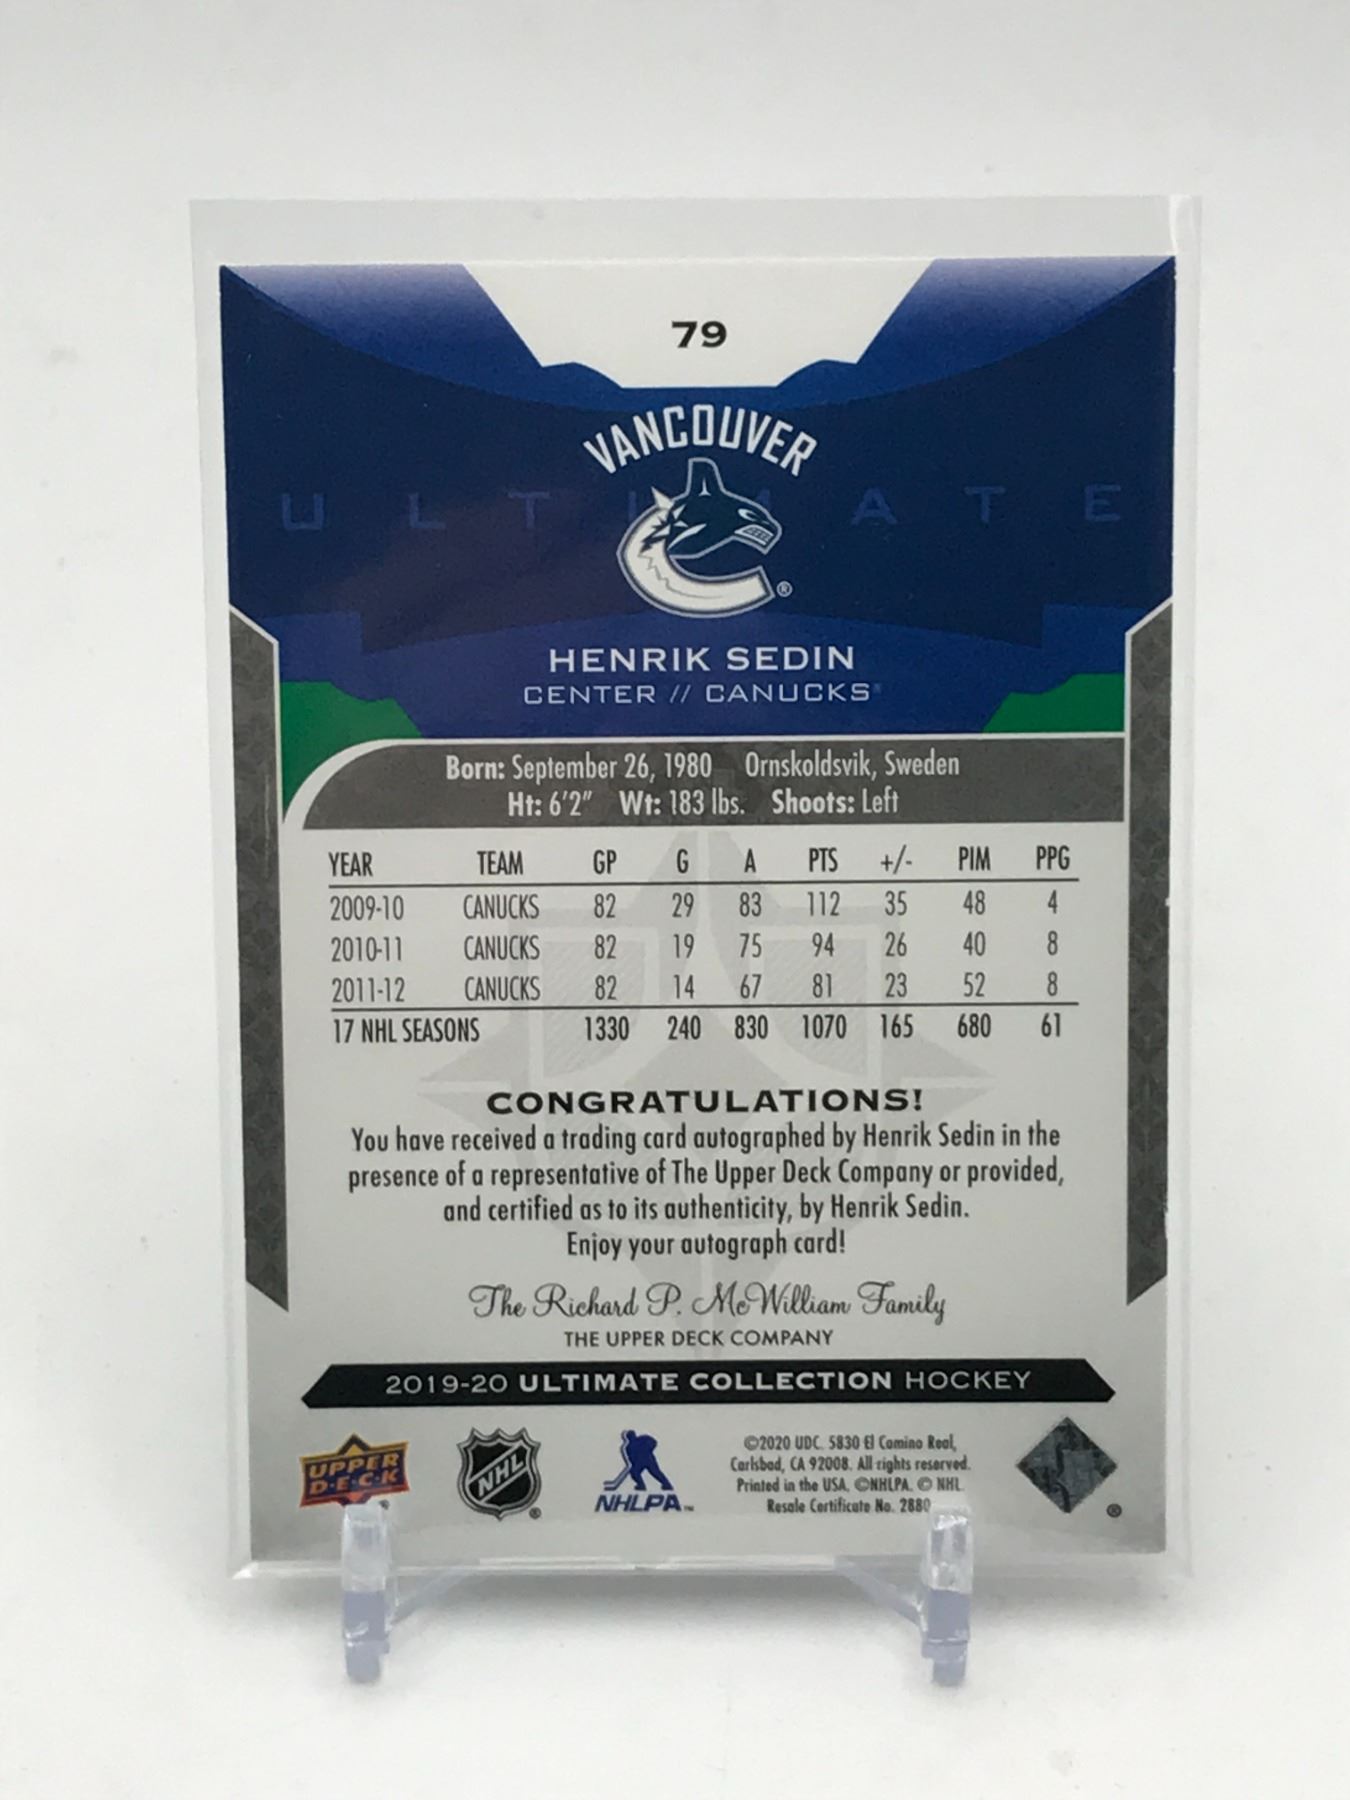 79
VANCOUVER
ULTIMATE
®
HENRIK SEDIN
CENTER // CANUCKS
Born: September 26, 1980 Ornskoldsvik, Sweden
Ht: 6'2" Wt: 183 lbs. Shoots: Left
YEAR TEAM GP G A PTS +/- PIM PPG
2009-10 CANUCKS 82 29 83 112 35 48 4
2010-11 CANUCKS 82 19 75 94 26 40 8
2011-12 CANUCKS 82 14 67 81 23 52 8
17 NHL SEASONS 1330 240 830 1070 165 680 61
CONGRATULATIONS!
You have received a trading card autographed by Henrik Sedin in the
presence of a representative of The Upper Deck Company or provided,
and certified as to its authenticity, by Henrik Sedin.
Enjoy your autograph card!
The Richard P. McWilliam Family
THE UPPER DECK COMPANY
2019-20 ULTIMATE COLLECTION HOCKEY
UPPER
D·E·C·K
®
NHL
®
NHLPA™
©2020 UDC. 5830 El Camino Real,
Carlsbad, CA 92008. All rights reserved.
Printed in the USA. ©NHLPA. © NHL.
Resale Certificate No. 2880
®